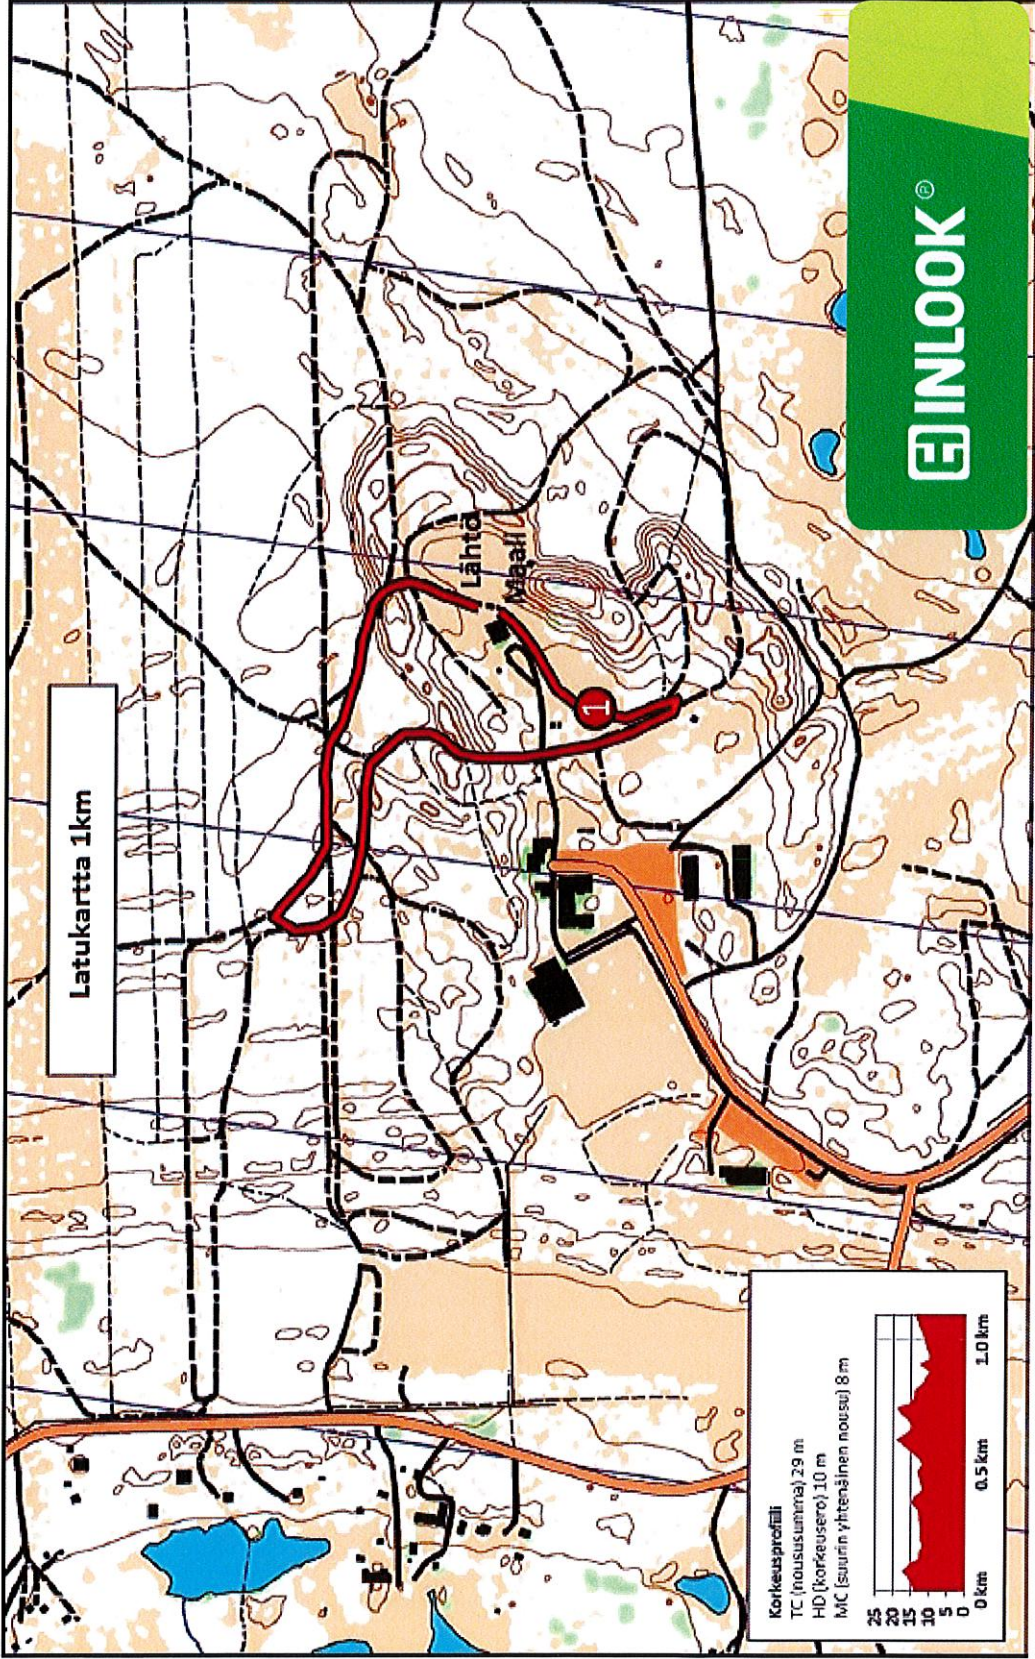 Latukartta 1km
Lähtö
Maali
1
INLOOK®
Korkeusprofiili
TC (noususumma) 29 m
HD (korkeusero) 10 m
MC (suurin yhtenäinen nousu) 8 m
25
20
15
10
5
0
0 km
0.5 km
1.0 km